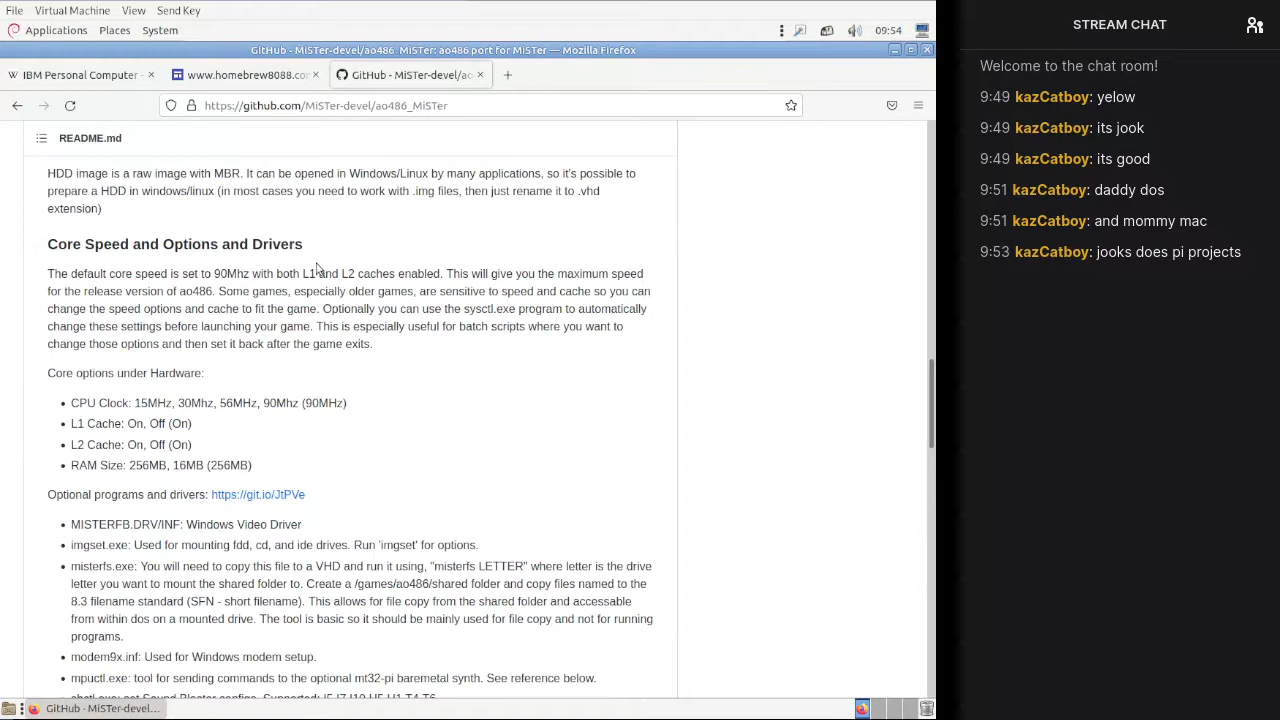 File Virtual Machine View Send Key
Applications Places System 09:54
GitHub - MiSTer-devel/ao486_MiSTer: ao486 port for MiSTer — Mozilla Firefox
IBM Personal Computer - www.homebrew8088.co GitHub - MiSTer-devel/ao
https://github.com/MiSTer-devel/ao486_MiSTer
README.md
HDD image is a raw image with MBR. It can be opened in Windows/Linux by many applications, so it's possible to
prepare a HDD in windows/linux (in most cases you need to work with .img files, then just rename it to .vhd
extension)
Core Speed and Options and Drivers
The default core speed is set to 90Mhz with both L1 and L2 caches enabled. This will give you the maximum speed
for the release version of ao486. Some games, especially older games, are sensitive to speed and cache so you can
change the speed options and cache to fit the game. Optionally you can use the sysctl.exe program to automatically
change these settings before launching your game. This is especially useful for batch scripts where you want to
change those options and then set it back after the game exits.
Core options under Hardware:
CPU Clock: 15MHz, 30Mhz, 56MHz, 90Mhz (90MHz)
L1 Cache: On, Off (On)
L2 Cache: On, Off (On)
RAM Size: 256MB, 16MB (256MB)
Optional programs and drivers: https://git.io/JtPVe
MISTERFB.DRV/INF: Windows Video Driver
imgset.exe: Used for mounting fdd, cd, and ide drives. Run 'imgset' for options.
misterfs.exe: You will need to copy this file to a VHD and run it using, "misterfs LETTER" where letter is the drive
letter you want to mount the shared folder to. Create a /games/ao486/shared folder and copy files named to the
8.3 filename standard (SFN - short filename). This allows for file copy from the shared folder and accessable
from within dos on a mounted drive. The tool is basic so it should be mainly used for file copy and not for running
programs.
modem9x.inf: Used for Windows modem setup.
mpuctl.exe: tool for sending commands to the optional mt32-pi baremetal synth. See reference below.
GitHub - MiSTer-devel...
STREAM CHAT
Welcome to the chat room!
9:49 kazCatboy: yelow
9:49 kazCatboy: its jook
9:49 kazCatboy: its good
9:51 kazCatboy: daddy dos
9:51 kazCatboy: and mommy mac
9:53 kazCatboy: jooks does pi projects